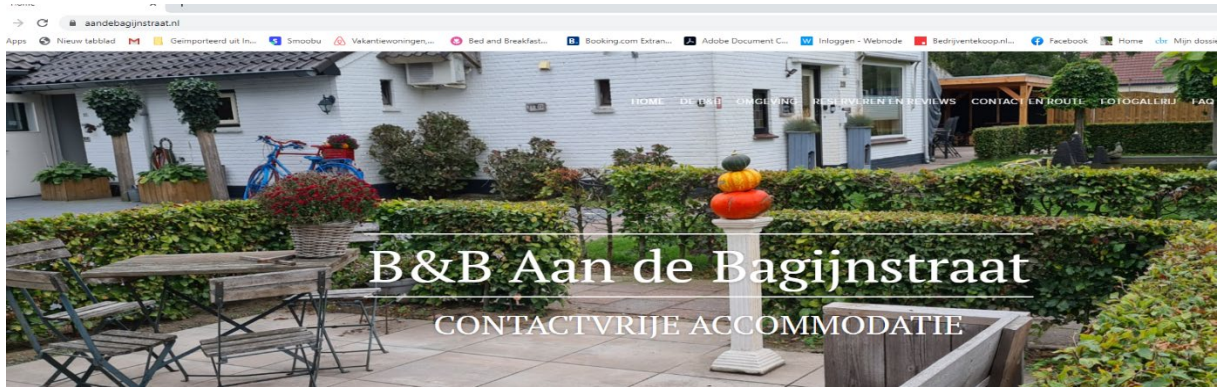 aandebagijnstraat.nl
Apps Nieuw tabblad Geïmporteerd uit In... Smoobu Vakantiewoningen,... Bed and Breakfast... Booking.com Extran... Adobe Document C... Inloggen - Webnode Bedrijventekoop.nl... Facebook Home cbr Mijn dossie
HOME DE B&B OMGEVING RESERVEREN EN REVIEWS CONTACT EN ROUTE FOTOGALERIJ FAQ
B&B Aan de Bagijnstraat
CONTACTVRIJE ACCOMMODATIE